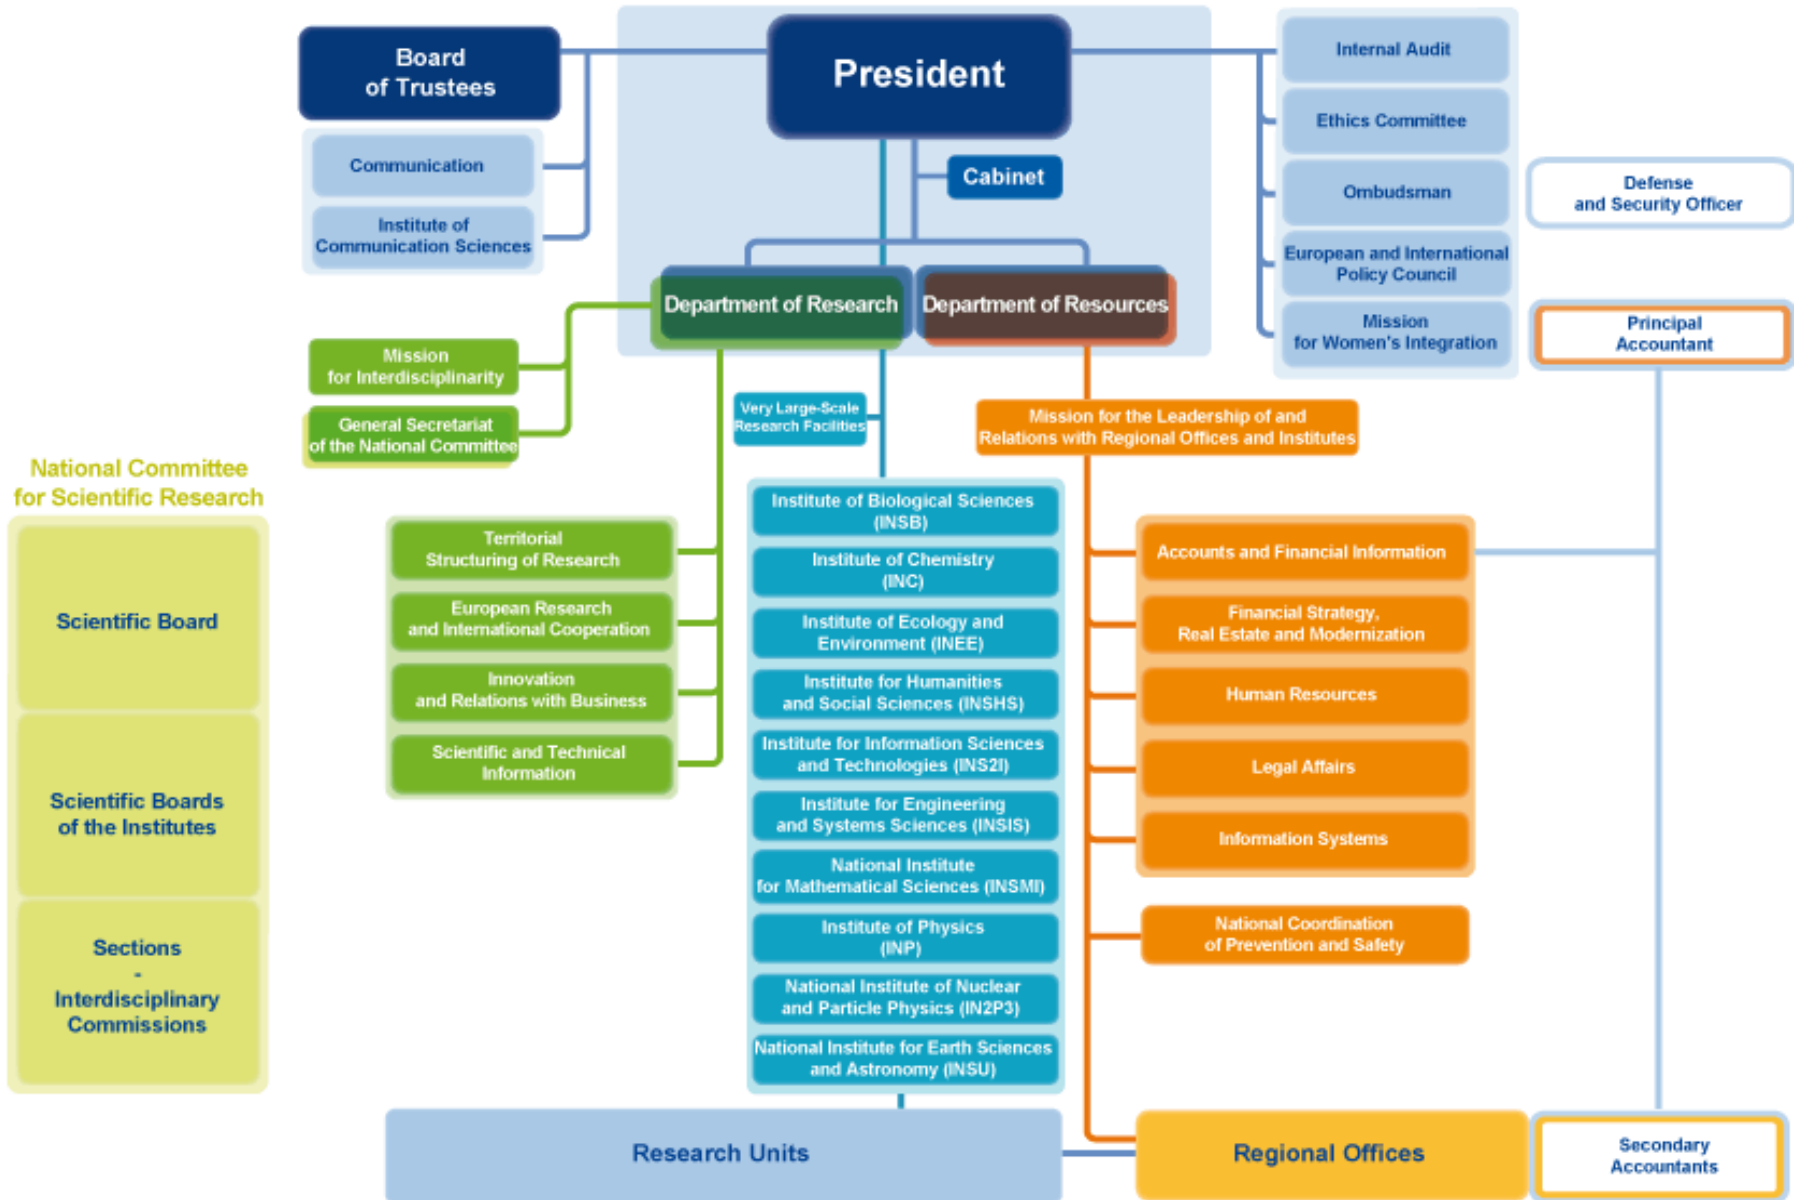 Board
of Trustees
President
Internal Audit
Ethics Committee
Communication
Cabinet
Ombudsman
Defense
and Security Officer
Institute of
Communication Sciences
European and International
Policy Council
Department of Research
Department of Resources
Mission
for Women's Integration
Principal
Accountant
Mission
for Interdisciplinarity
General Secretariat
of the National Committee
Very Large-Scale
Research Facilities
Mission for the Leadership of and
Relations with Regional Offices and Institutes
National Committee
for Scientific Research
Scientific Board
Scientific Boards
of the Institutes
Sections
-
Interdisciplinary
Commissions
Territorial
Structuring of Research
European Research
and International Cooperation
Innovation
and Relations with Business
Scientific and Technical
Information
Institute of Biological Sciences
(INSB)
Institute of Chemistry
(INC)
Institute of Ecology and
Environment (INEE)
Institute for Humanities
and Social Sciences (INSHS)
Institute for Information Sciences
and Technologies (INS2I)
Institute for Engineering
and Systems Sciences (INSIS)
National Institute
for Mathematical Sciences (INSMI)
Institute of Physics
(INP)
National Institute of Nuclear
and Particle Physics (IN2P3)
National Institute for Earth Sciences
and Astronomy (INSU)
Accounts and Financial Information
Financial Strategy,
Real Estate and Modernization
Human Resources
Legal Affairs
Information Systems
National Coordination
of Prevention and Safety
Research Units
Regional Offices
Secondary
Accountants